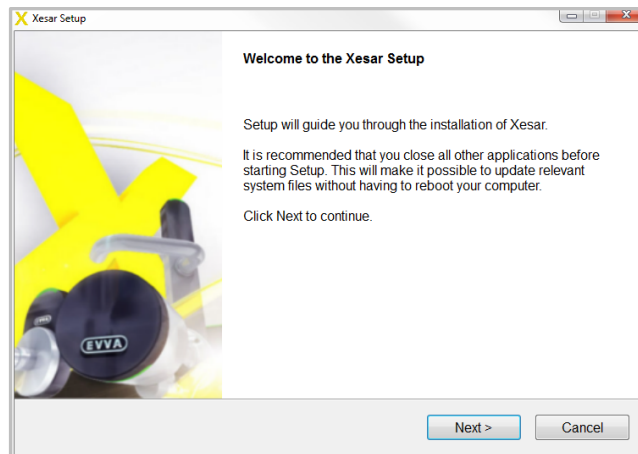 Xesar Setup
Welcome to the Xesar Setup
Setup will guide you through the installation of Xesar.
It is recommended that you close all other applications before
starting Setup. This will make it possible to update relevant
system files without having to reboot your computer.
Click Next to continue.
EVVA
Next >
Cancel